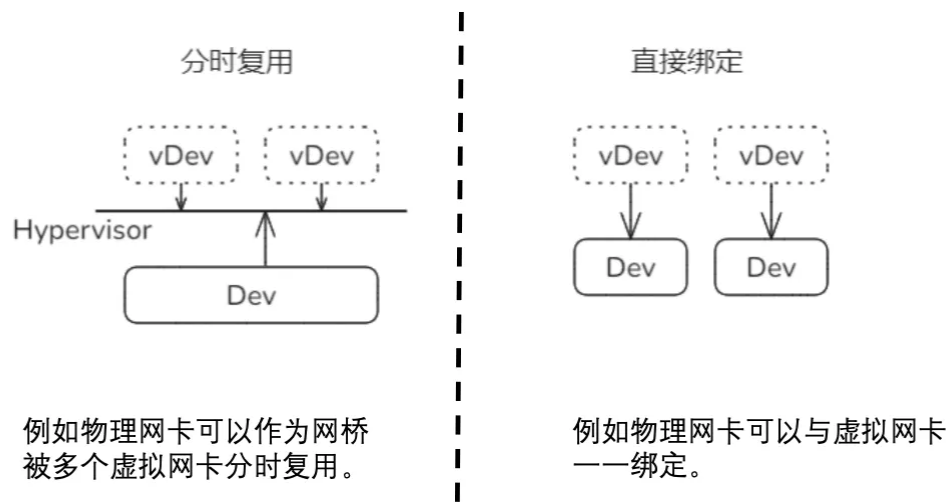 分时复用
vDev
vDev
Hypervisor
Dev
例如物理网卡可以作为网桥
被多个虚拟网卡分时复用。
直接绑定
vDev
vDev
Dev
Dev
例如物理网卡可以与虚拟网卡
一一绑定。